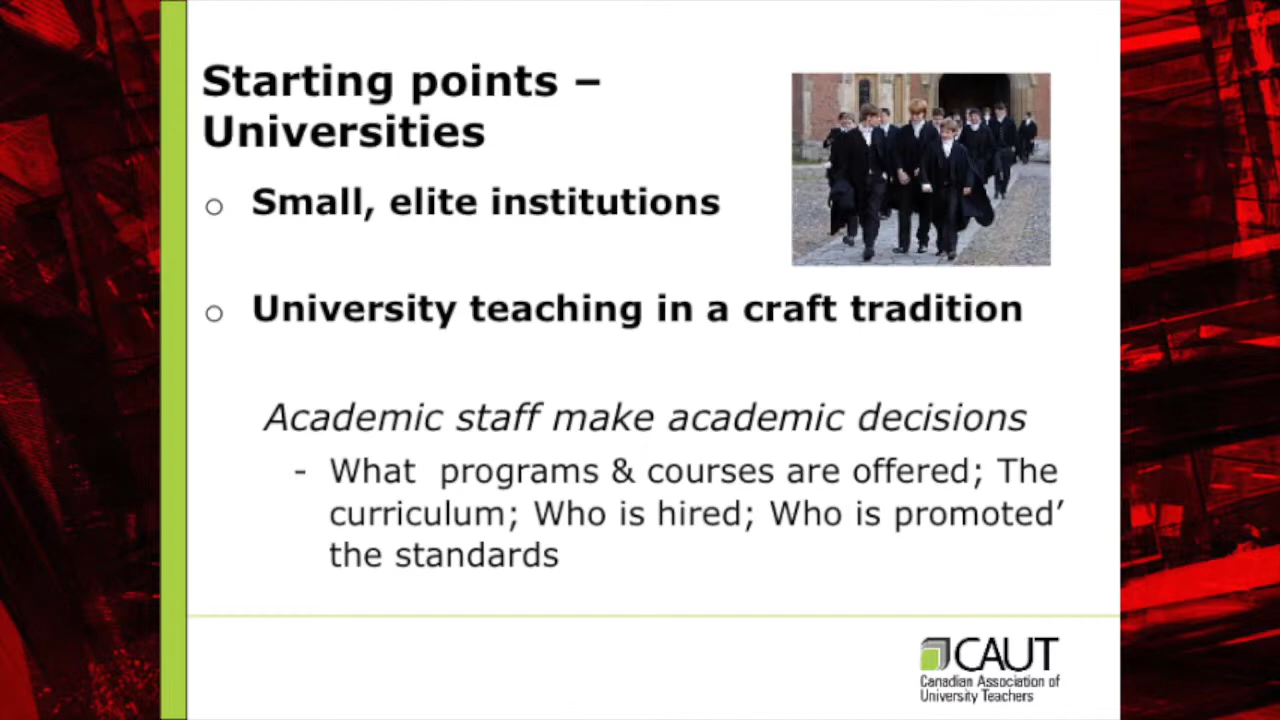 Starting points –
Universities
○ Small, elite institutions
○ University teaching in a craft tradition
Academic staff make academic decisions
- What programs & courses are offered; The
curriculum; Who is hired; Who is promoted’
the standards
CAUT
Canadian Association of
University Teachers